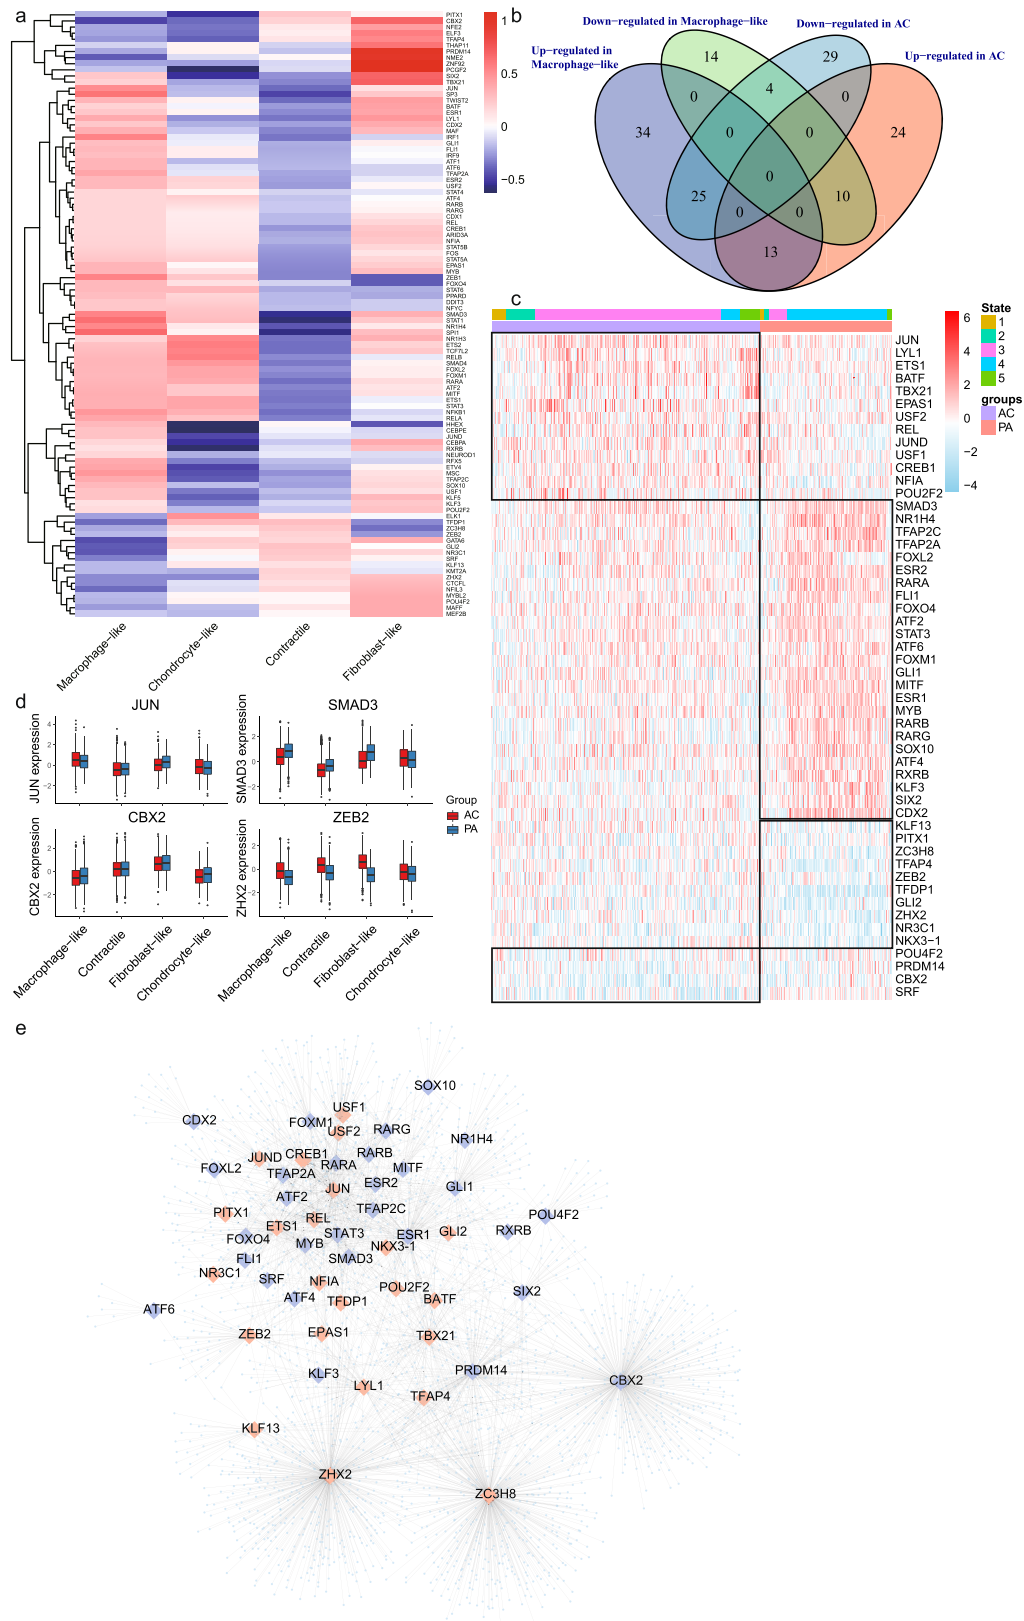 a
PITX1
CBX2
NFE2
ELF3
TFAP4
THAP11
PRDM14
NME2
ZNF92
PCGF2
SIX2
TBX21
JUN
SP3
TWIST2
BATF
ESR1
LYL1
CDX2
MAF
IRF1
GLI1
FLI1
IRF9
ATF1
ATF6
TFAP2A
ESR2
USF2
STAT4
ATF4
RARB
RARG
CDX1
REL
CREB1
ARID3A
NFIA
STAT5B
FOS
STAT5A
EPAS1
MYB
ZEB1
FOXO4
STAT6
PPARD
DDIT3
NFYC
SMAD3
STAT1
NR1H4
SPI1
NR1H3
ETS2
TCF7L2
RELB
SMAD4
FOXL2
FOXM1
RARA
ATF2
MITF
ETS1
STAT3
NFKB1
RELA
HHEX
CEBPE
JUND
CEBPA
RXRB
NEUROD1
RFX5
ETV4
MSC
TFAP2C
SOX10
USF1
KLF5
KLF3
POU2F2
ELK1
TFDP1
ZC3H8
ZEB2
GATA6
GLI2
NR3C1
SRF
KLF13
KMT2A
ZHX2
CTCFL
NFIL3
MYBL2
POU4F2
MAFF
MEF2B
1
0.5
0
−0.5
Macrophage−like
Chondrocyte−like
Contractile
Fibroblast−like
b
Down−regulated in Macrophage−like
Down−regulated in AC
Up−regulated in
Macrophage−like
Up−regulated in AC
14
29
0
4
0
34
0
0
24
0
25
0
0
10
13
c
JUN
LYL1
ETS1
BATF
TBX21
EPAS1
USF2
REL
JUND
USF1
CREB1
NFIA
POU2F2
SMAD3
NR1H4
TFAP2C
TFAP2A
FOXL2
ESR2
RARA
FLI1
FOXO4
ATF2
STAT3
ATF6
FOXM1
GLI1
MITF
ESR1
MYB
RARB
RARG
SOX10
ATF4
RXRB
KLF3
SIX2
CDX2
KLF13
PITX1
ZC3H8
TFAP4
ZEB2
TFDP1
GLI2
ZHX2
NR3C1
NKX3−1
POU4F2
PRDM14
CBX2
SRF
6
4
2
0
−2
−4
State
1
2
3
4
5
groups
AC
PA
d
JUN
JUN expression
4
2
0
−2
SMAD3
SMAD3 expression
2
0
−2
CBX2
CBX2 expression
2
0
−2
ZEB2
ZHX2 expression
2
0
−2
Group
AC
PA
Macrophage−like
Contractile
Fibroblast−like
Chondrocyte−like
Macrophage−like
Contractile
Fibroblast−like
Chondrocyte−like
e
SOX10
USF1
CDX2
FOXM1
USF2
RARG
NR1H4
JUND
CREB1
RARB
FOXL2
RARA
MITF
TFAP2A
ESR2
GLI1
JUN
ATF2
TFAP2C
PITX1
REL
POU4F2
ETS1
STAT3
ESR1
GLI2
RXRB
FOXO4
MYB
NKX3-1
FLI1
SMAD3
NR3C1
SRF
NFIA
POU2F2
SIX2
ATF4
TFDP1
BATF
ATF6
ZEB2
EPAS1
TBX21
KLF3
PRDM14
CBX2
LYL1
TFAP4
KLF13
ZHX2
ZC3H8